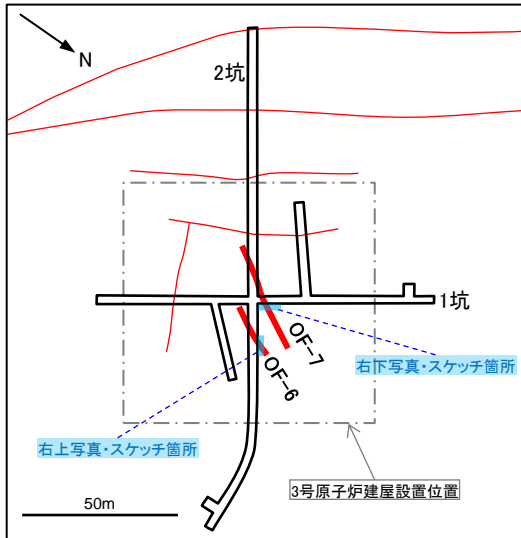 N
2坑
1坑
OF-7
OF-6
右下写真・スケッチ箇所
右上写真・スケッチ箇所
3号原子炉建屋設置位置
50m